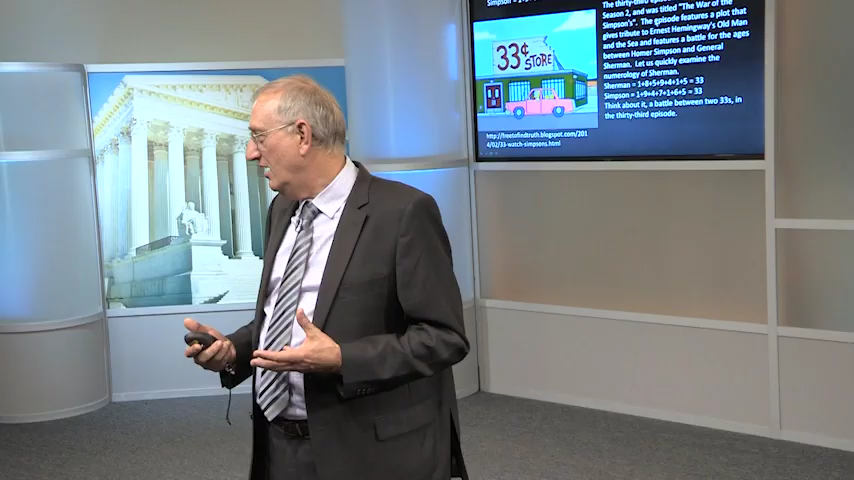 The thirty-third
Season 2, and was titled "The War of the
Simpson's". The episode features a plot that
gives tribute to Ernest Hemingway's Old Man
and the Sea and features a battle for the ages
between Homer Simpson and General
Sherman. Let us quickly examine the
numerology of Sherman.
Sherman = 1+8+5+9+4+1+5 = 33
Simpson = 1+9+4+7+1+6+5 = 33
Think about it, a battle between two 33s, in
the thirty-third episode.
33¢
STORE
http://freetofindtruth.blogspot.com/201
4/02/33-watch-simpsons.html